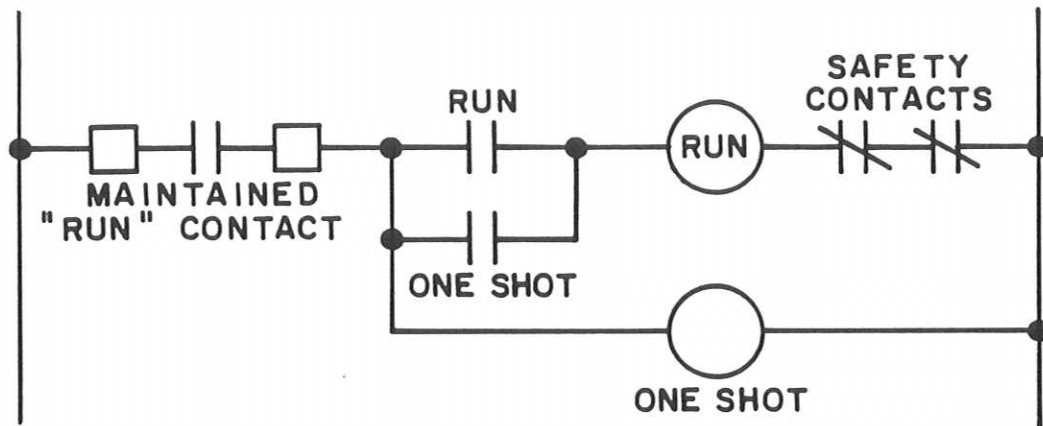 SAFETY
CONTACTS
RUN
RUN
MAINTAINED
"RUN" CONTACT
ONE SHOT
ONE SHOT